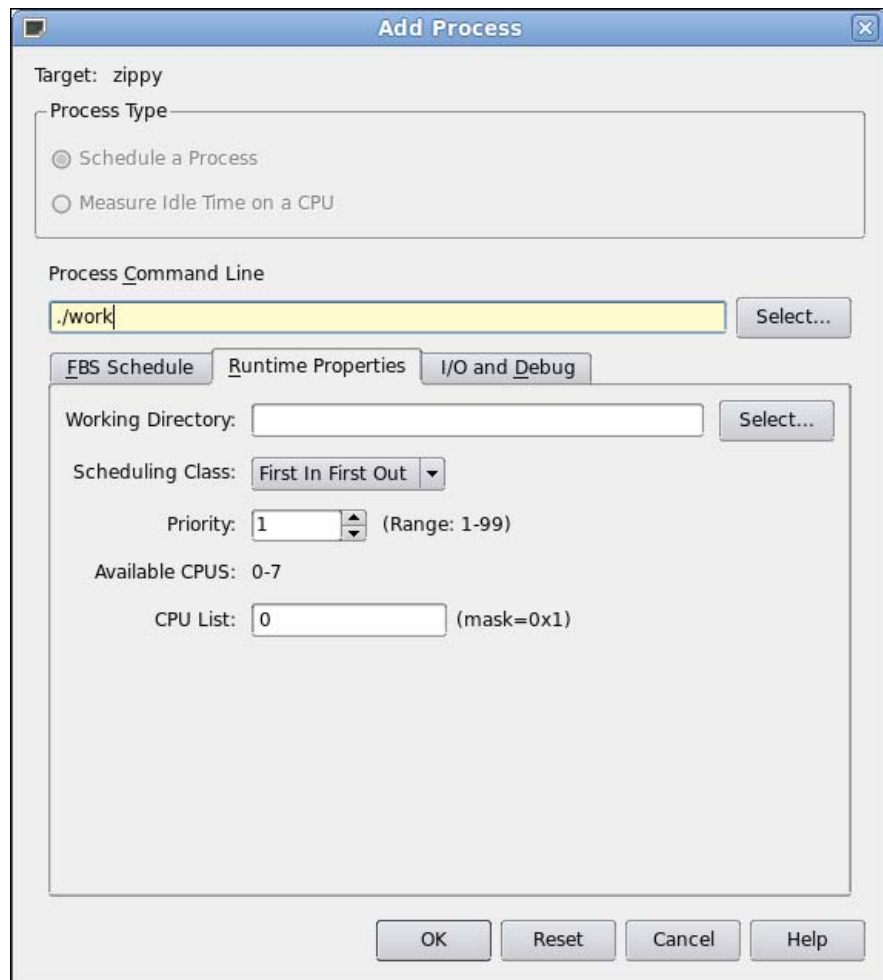 Add Process
Target: zippy
Process Type
Schedule a Process
Measure Idle Time on a CPU
Process Command Line
./work Select...
FBS Schedule Runtime Properties I/O and Debug
Working Directory: Select...
Scheduling Class: First In First Out
Priority: 1 (Range: 1-99)
Available CPUS: 0-7
CPU List: 0 (mask=0x1)
OK Reset Cancel Help